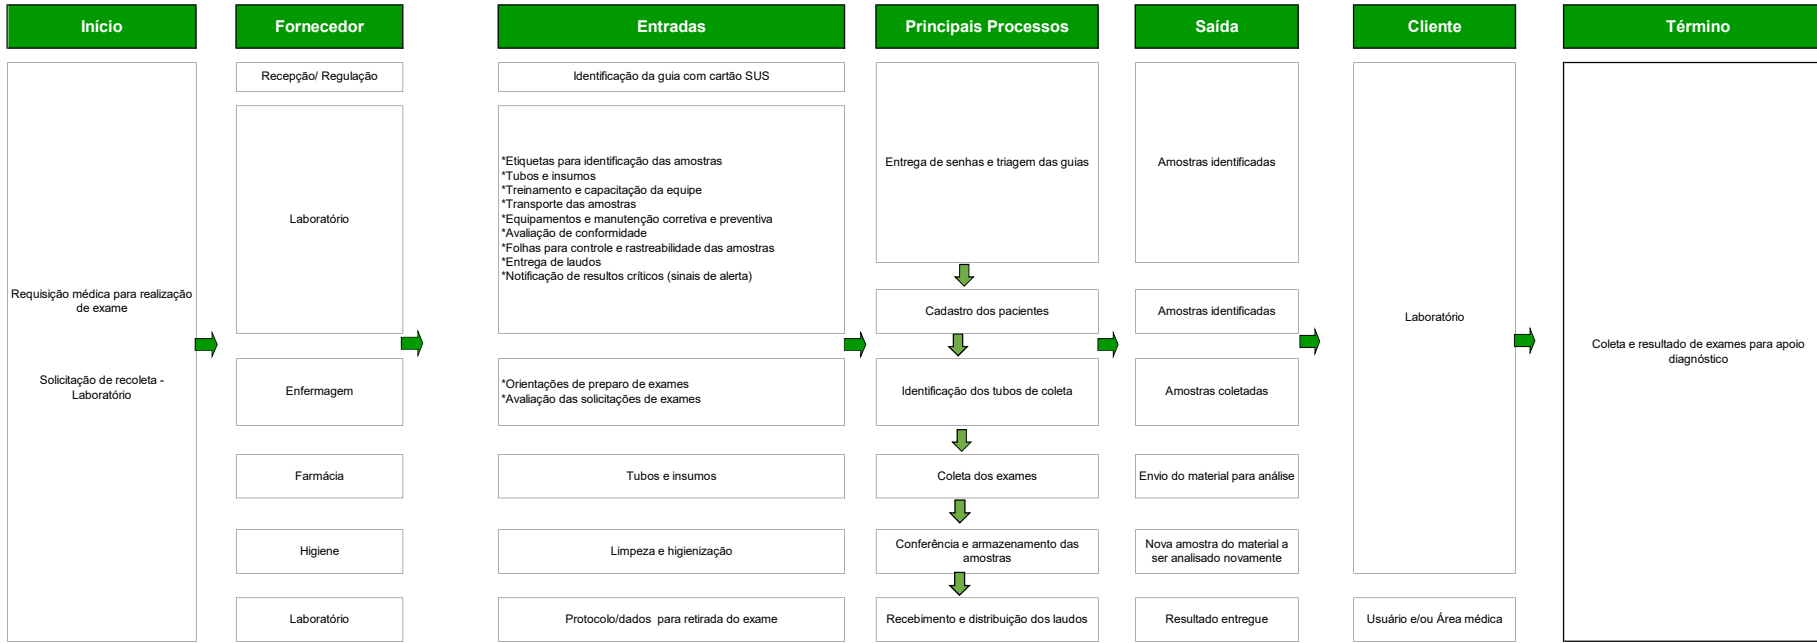 Início
Fornecedor
Entradas
Principais Processos
Saída
Cliente
Término
Requisição médica para realização
de exame
Solicitação de recoleta -
Laboratório
Recepção/ Regulação
Laboratório
Enfermagem
Farmácia
Higiene
Laboratório
Identificação da guia com cartão SUS
*Etiquetas para identificação das amostras
*Tubos e insumos
*Treinamento e capacitação da equipe
*Transporte das amostras
*Equipamentos e manutenção corretiva e preventiva
*Avaliação de conformidade
*Folhas para controle e rastreabilidade das amostras
*Entrega de laudos
*Notificação de resultos críticos (sinais de alerta)
*Orientações de preparo de exames
*Avaliação das solicitações de exames
Tubos e insumos
Limpeza e higienização
Protocolo/dados para retirada do exame
Entrega de senhas e triagem das guias
Cadastro dos pacientes
Identificação dos tubos de coleta
Coleta dos exames
Conferência e armazenamento das
amostras
Recebimento e distribuição dos laudos
Amostras identificadas
Amostras identificadas
Amostras coletadas
Envio do material para análise
Nova amostra do material a
ser analisado novamente
Resultado entregue
Laboratório
Usuário e/ou Área médica
Coleta e resultado de exames para apoio
diagnóstico